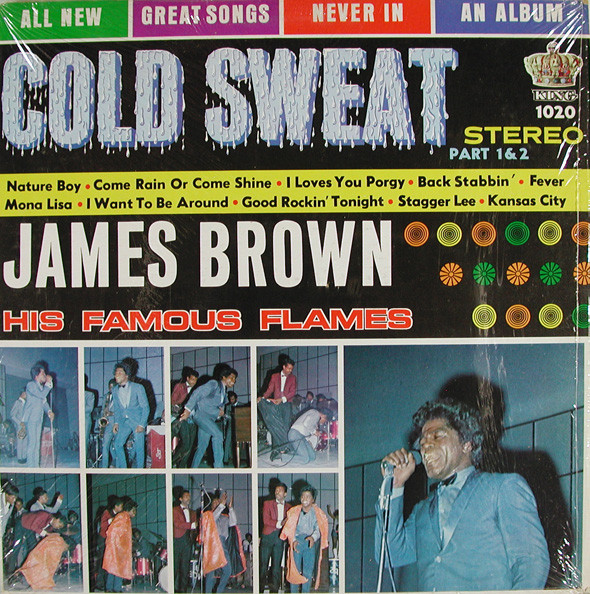 ALL NEW GREAT SONGS NEVER IN AN ALBUM
COLD SWEAT
KING
1020
STEREO
PART 1 & 2
Nature Boy • Come Rain Or Come Shine • I Loves You Porgy • Back Stabbin' • Fever
Mona Lisa • I Want To Be Around • Good Rockin' Tonight • Stagger Lee • Kansas City
JAMES BROWN
HIS FAMOUS FLAMES